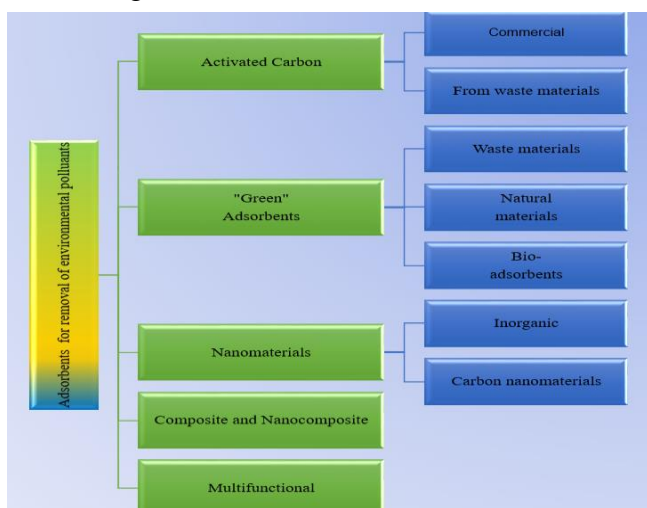 Adsorbents for removal of environmental polluants
Activated Carbon
Commercial
From waste materials
"Green"
Adsorbents
Waste materials
Natural
materials
Bio-
adsorbents
Nanomaterials
Inorganic
Carbon nanomaterials
Composite and Nanocomposite
Multifunctional